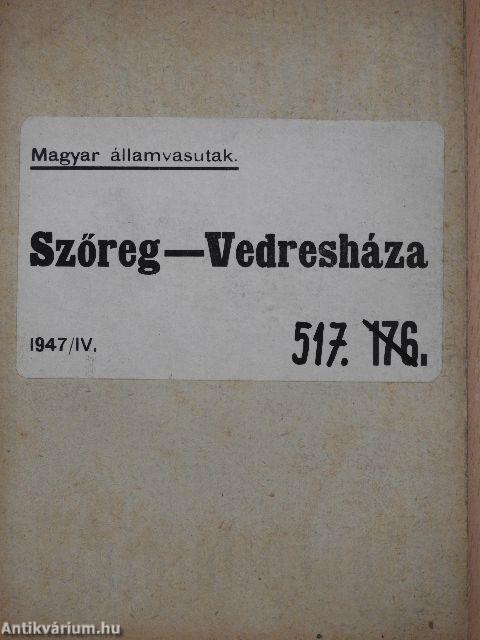 Magyar államvasutak.
Szőreg—Vedresháza
1947/IV. 517. 176.
Antikvárium.hu